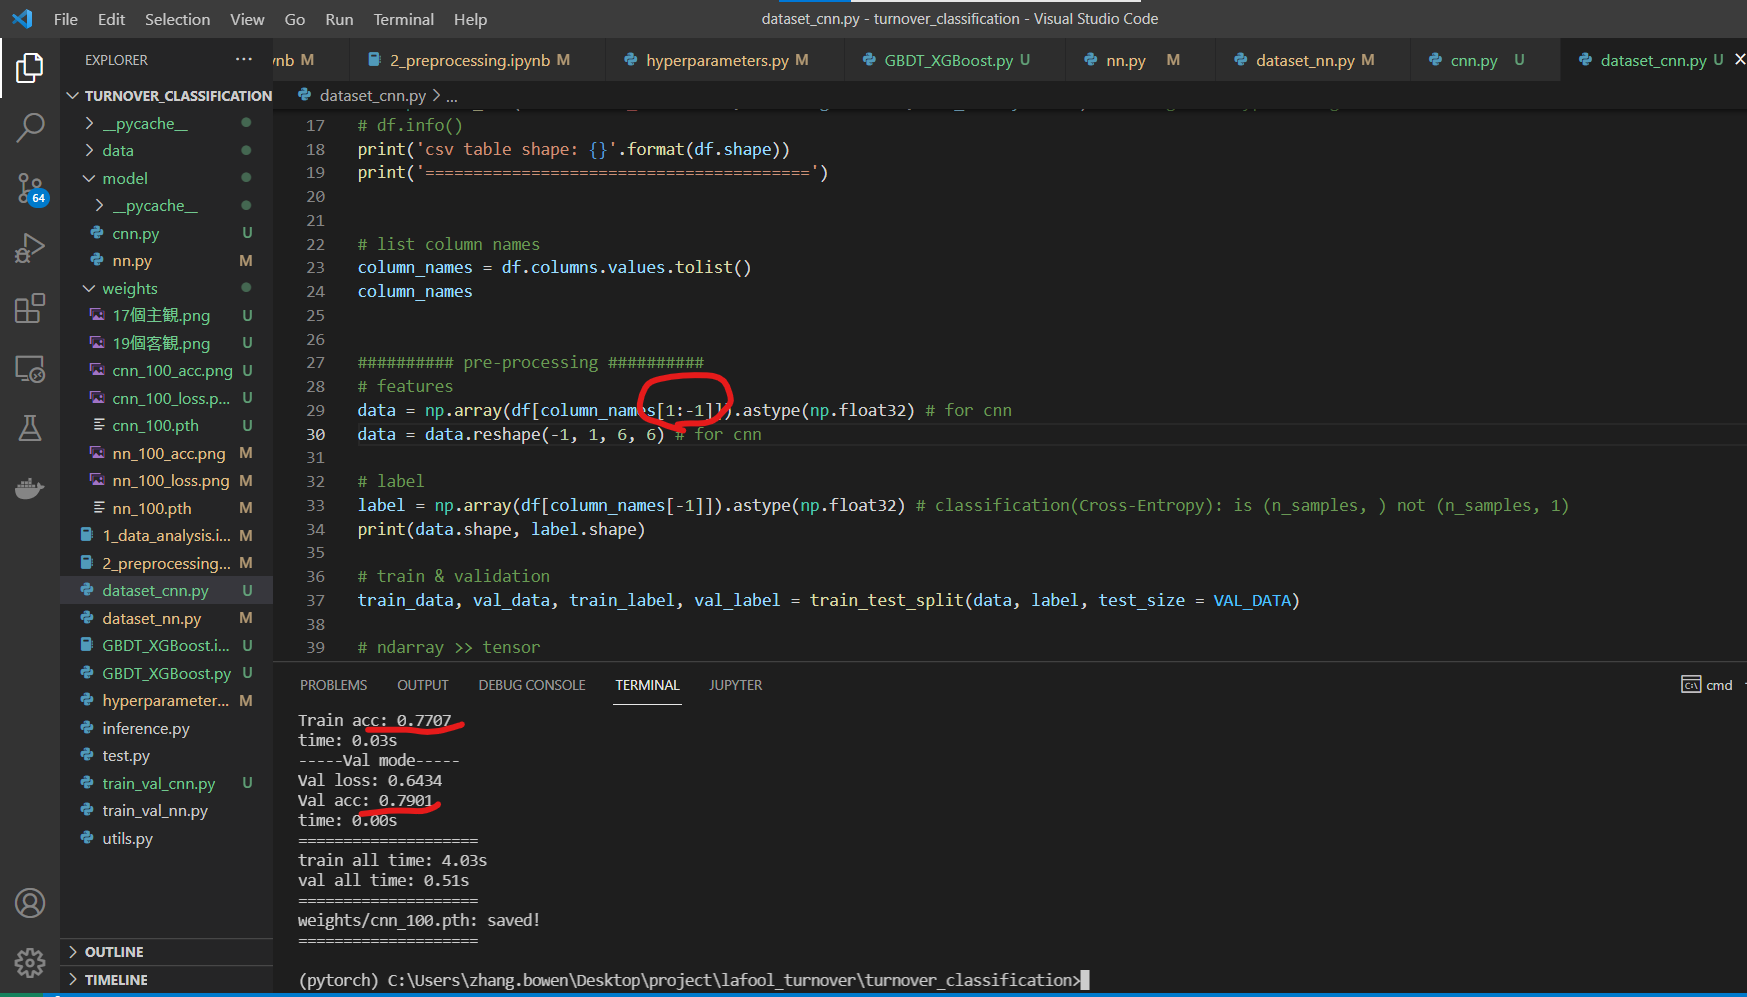 File Edit Selection View Go Run Terminal Help
dataset_cnn.py - turnover_classification - Visual Studio Code
EXPLORER ...
ynb M
2_preprocessing.ipynb M
hyperparameters.py M
GBDT_XGBoost.py U
nn.py M
dataset_nn.py M
cnn.py U
dataset_cnn.py U
64
TURNOVER_CLASSIFICATION
__pycache__
data
model
__pycache__
cnn.py U
nn.py M
weights
17個主観.png U
19個客観.png U
cnn_100_acc.png U
cnn_100_loss.p... U
cnn_100.pth U
nn_100_acc.png M
nn_100_loss.png M
nn_100.pth M
1_data_analysis.i... M
2_preprocessing... M
dataset_cnn.py U
dataset_nn.py M
GBDT_XGBoost.i... U
GBDT_XGBoost.py U
hyperparameter... M
inference.py
test.py
train_val_cnn.py U
train_val_nn.py
utils.py
OUTLINE
TIMELINE
dataset_cnn.py > ...
17 # df.info()
18 print('csv table shape: {}'.format(df.shape))
19 print('========================================')
20
21
22 # list column names
23 column_names = df.columns.values.tolist()
24 column_names
25
26
27 ########## pre-processing ##########
28 # features
29 data = np.array(df[column_names[1:-1]]).astype(np.float32) # for cnn
30 data = data.reshape(-1, 1, 6, 6) # for cnn
31
32 # label
33 label = np.array(df[column_names[-1]]).astype(np.float32) # classification(Cross-Entropy): is (n_samples, ) not (n_samples, 1)
34 print(data.shape, label.shape)
35
36 # train & validation
37 train_data, val_data, train_label, val_label = train_test_split(data, label, test_size = VAL_DATA)
38
39 # ndarray >> tensor
PROBLEMS OUTPUT DEBUG CONSOLE TERMINAL JUPYTER
cmd
Train acc: 0.7707
time: 0.03s
-----Val mode-----
Val loss: 0.6434
Val acc: 0.7901
time: 0.00s
====================
train all time: 4.03s
val all time: 0.51s
====================
weights/cnn_100.pth: saved!
====================
(pytorch) C:\Users\zhang.bowen\Desktop\project\lafool_turnover\turnover_classification>